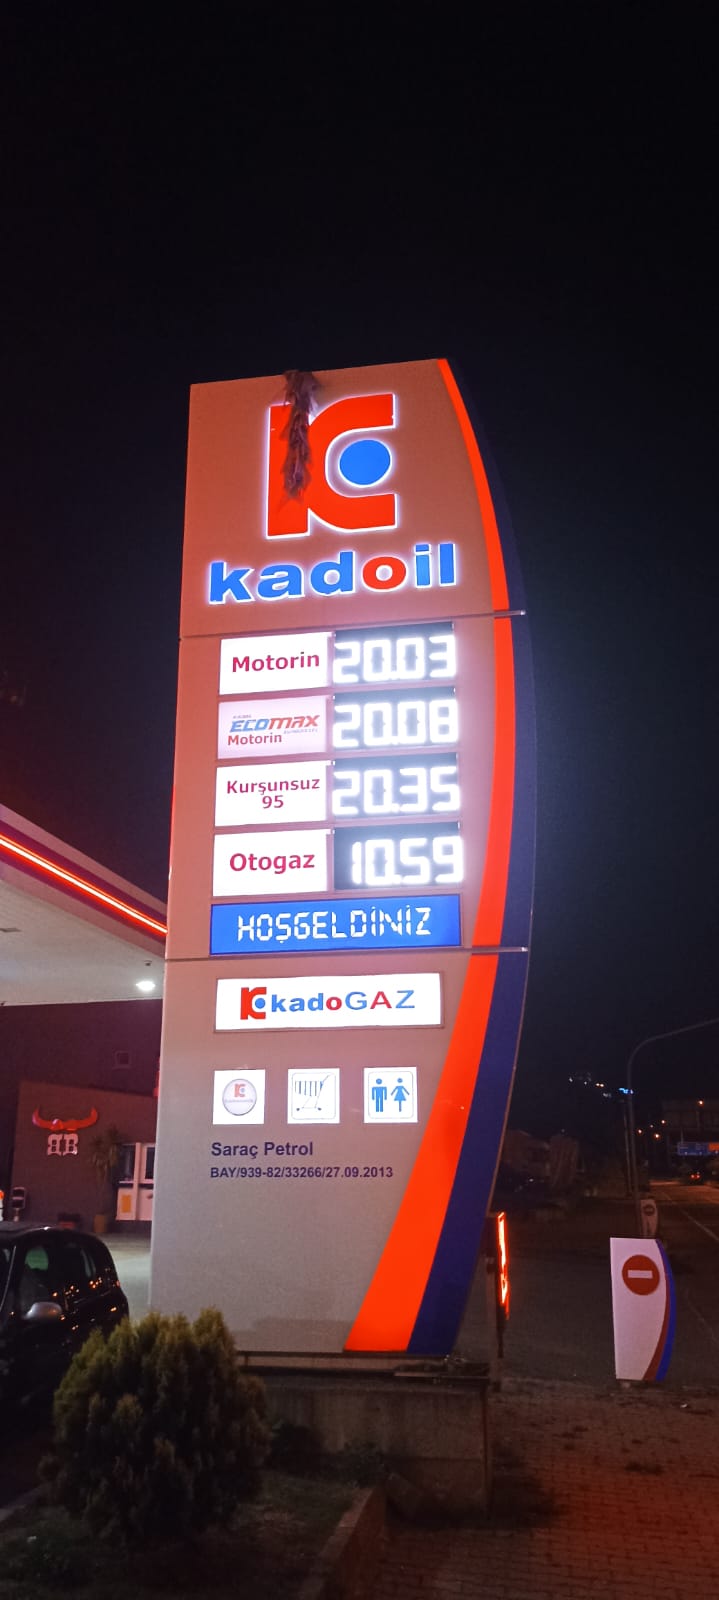 kadoil
Motorin 20.03
ECOMAX
Motorin 20.08
Kurşunsuz
95 20.35
Otogaz 10.59
HOŞGELDİNİZ
kadoGAZ
Saraç Petrol
BAY/939-82/33266/27.09.2013